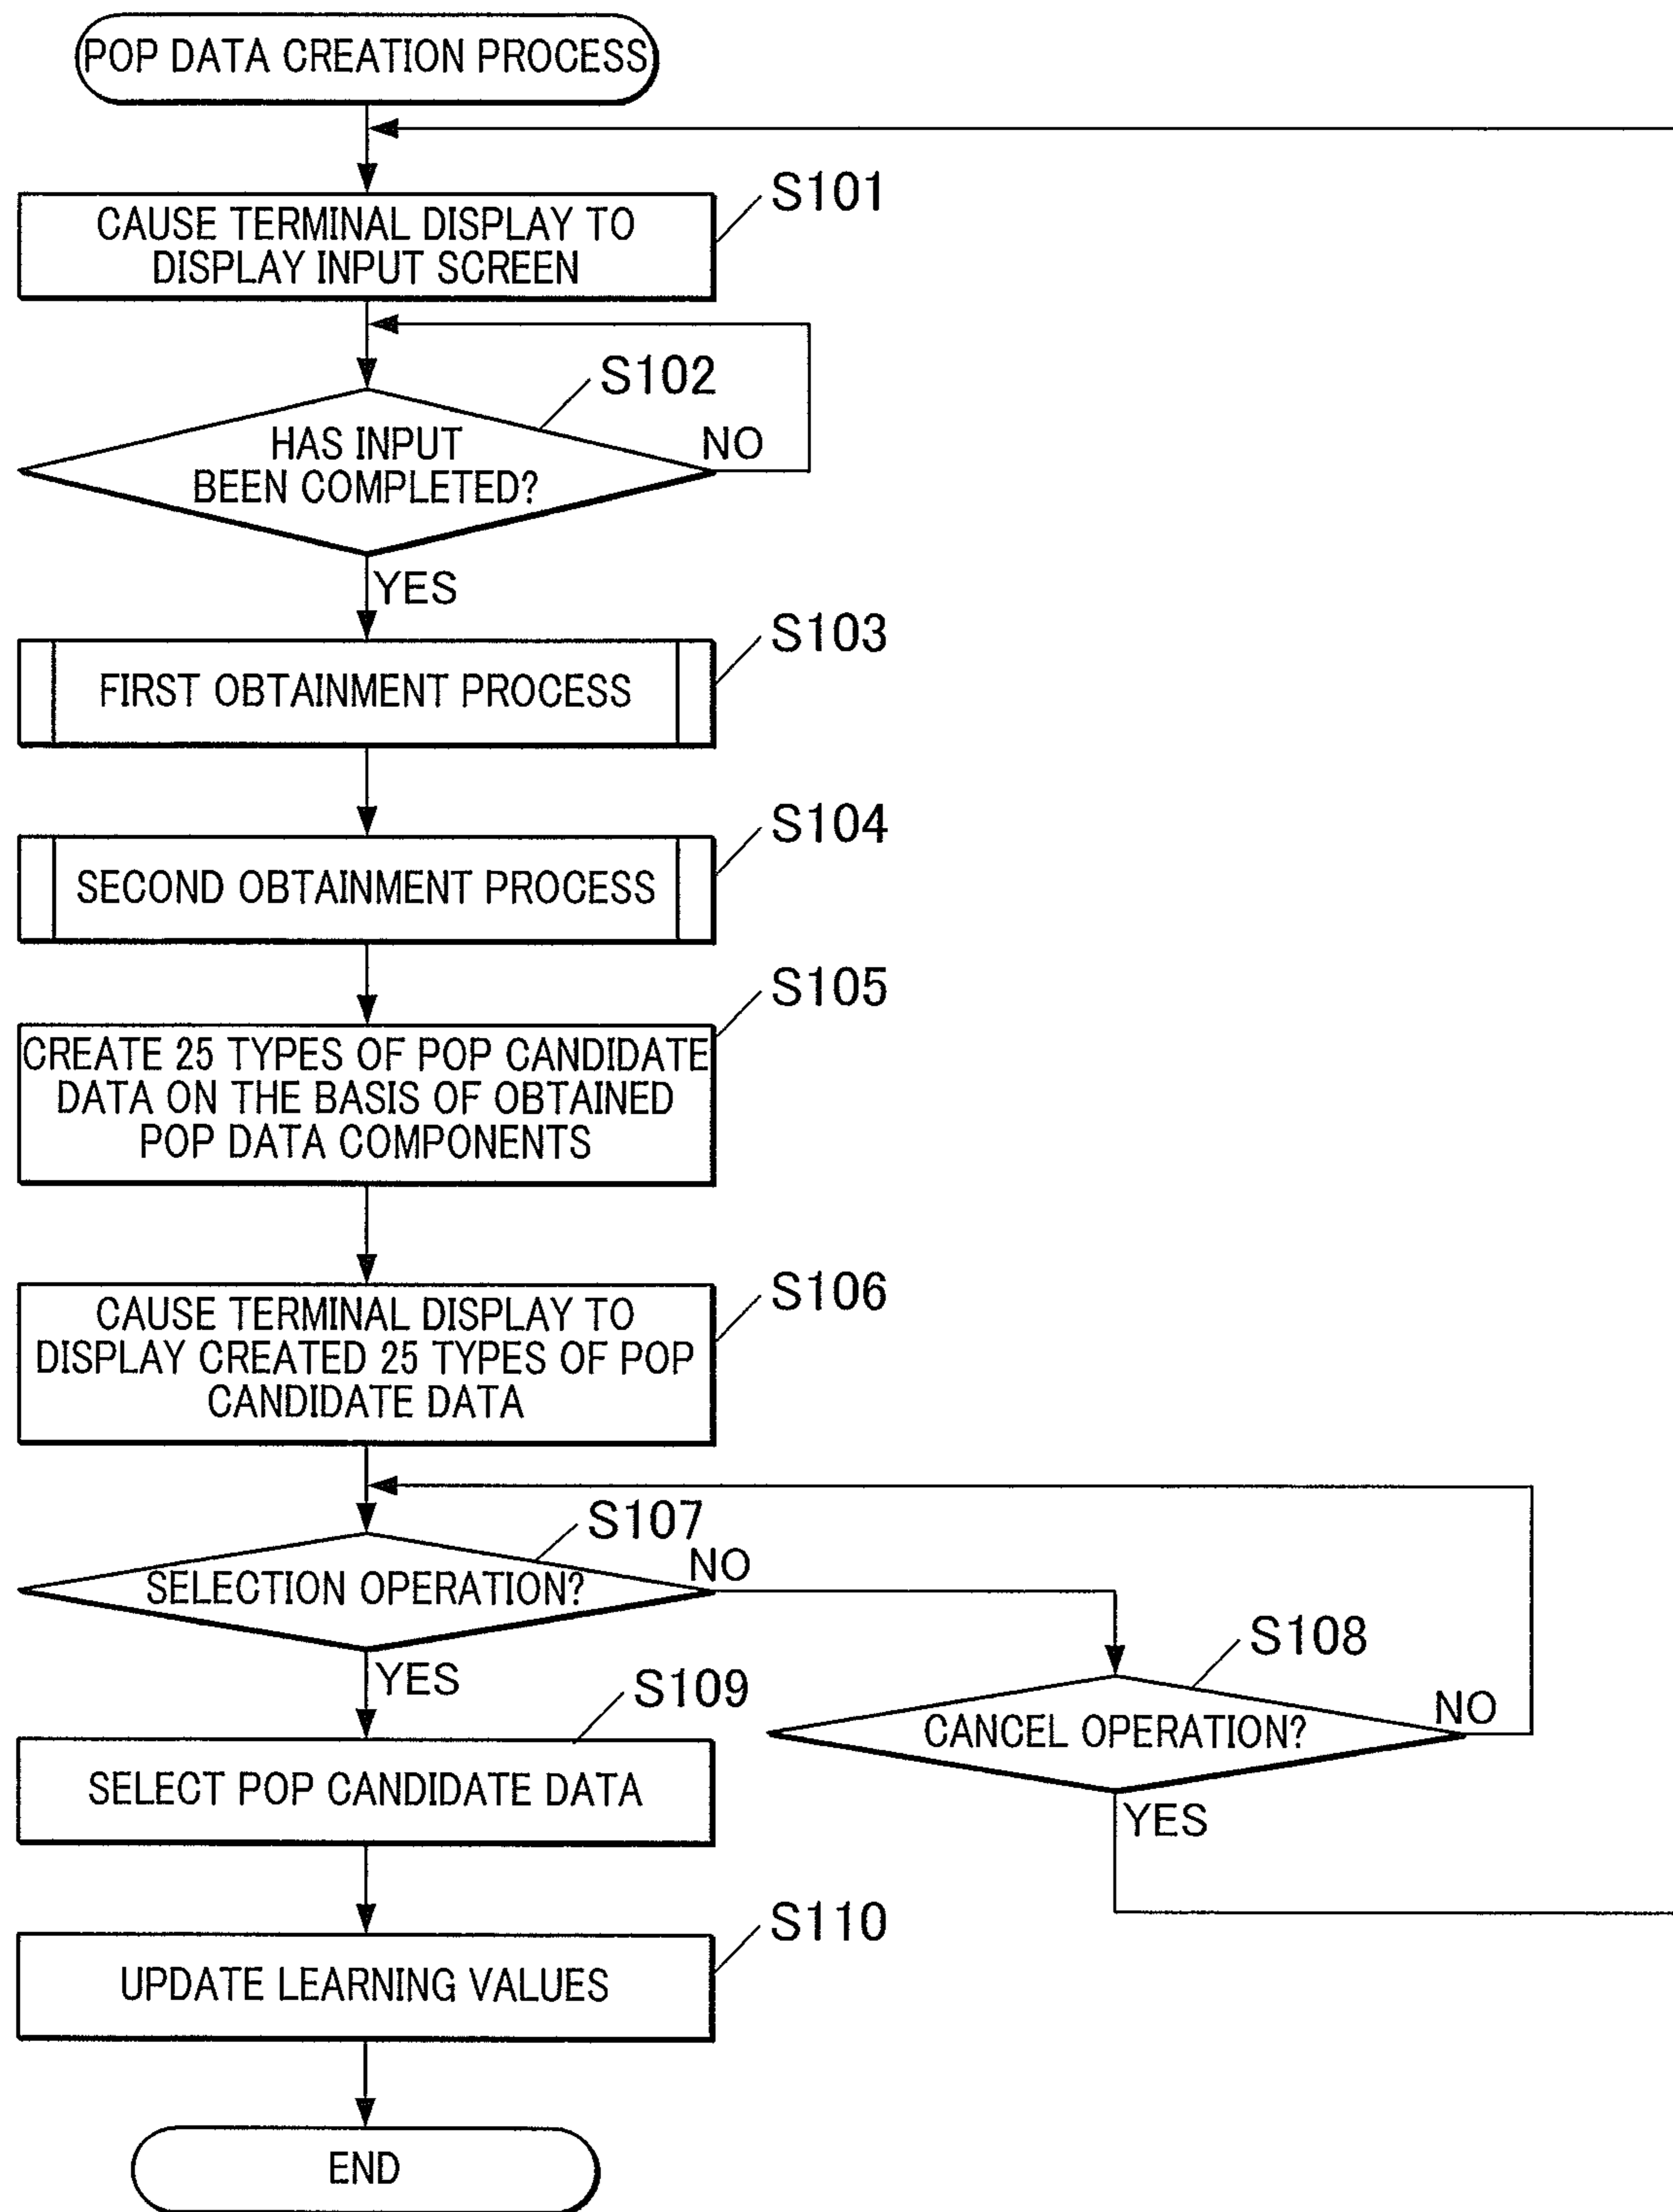 POP DATA CREATION PROCESS
S101
CAUSE TERMINAL DISPLAY TO
DISPLAY INPUT SCREEN
S102
HAS INPUT
BEEN COMPLETED?
NO
YES
S103
FIRST OBTAINMENT PROCESS
S104
SECOND OBTAINMENT PROCESS
S105
CREATE 25 TYPES OF POP CANDIDATE
DATA ON THE BASIS OF OBTAINED
POP DATA COMPONENTS
S106
CAUSE TERMINAL DISPLAY TO
DISPLAY CREATED 25 TYPES OF POP
CANDIDATE DATA
S107
SELECTION OPERATION?
NO
YES
S108
CANCEL OPERATION?
NO
YES
S109
SELECT POP CANDIDATE DATA
S110
UPDATE LEARNING VALUES
END